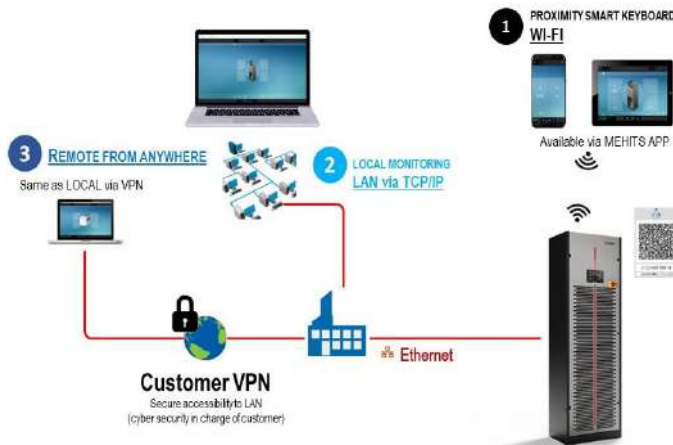 1
PROXIMITY SMART KEYBOARD
WI-FI
Available via MEHITS APP
3
REMOTE FROM ANYWHERE
Same as LOCAL via VPN
2
LOCAL MONITORING
LAN via TCP/IP
Ethernet
Customer VPN
Secure accessibility to LAN
(cyber security in charge of customer)